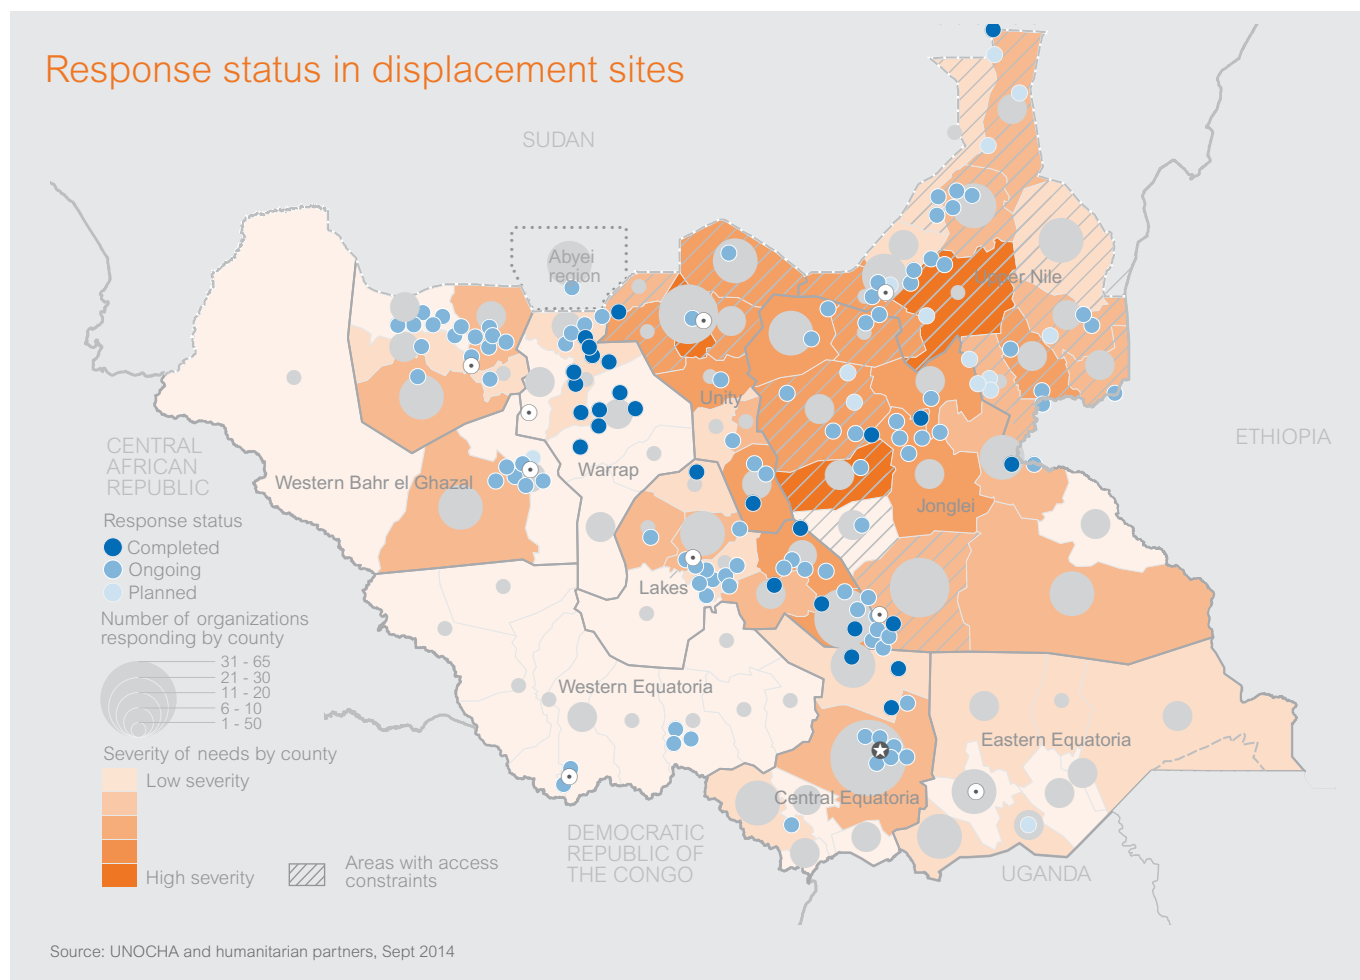 Response status in displacement sites
SUDAN
Abyei
region
Upper Nile
Unity
ETHIOPIA
CENTRAL
AFRICAN
REPUBLIC
Warrap
Western Bahr el Ghazal
Jonglei
Response status
Completed
Ongoing
Planned
Lakes
Number of organizations
responding by county
31 - 65
21 - 30
11 - 20
6 - 10
1 - 50
Western Equatoria
Eastern Equatoria
Severity of needs by county
Low severity
High severity
Central Equatoria
DEMOCRATIC
REPUBLIC OF
THE CONGO
Areas with access
constraints
UGANDA
Source: UNOCHA and humanitarian partners, Sept 2014